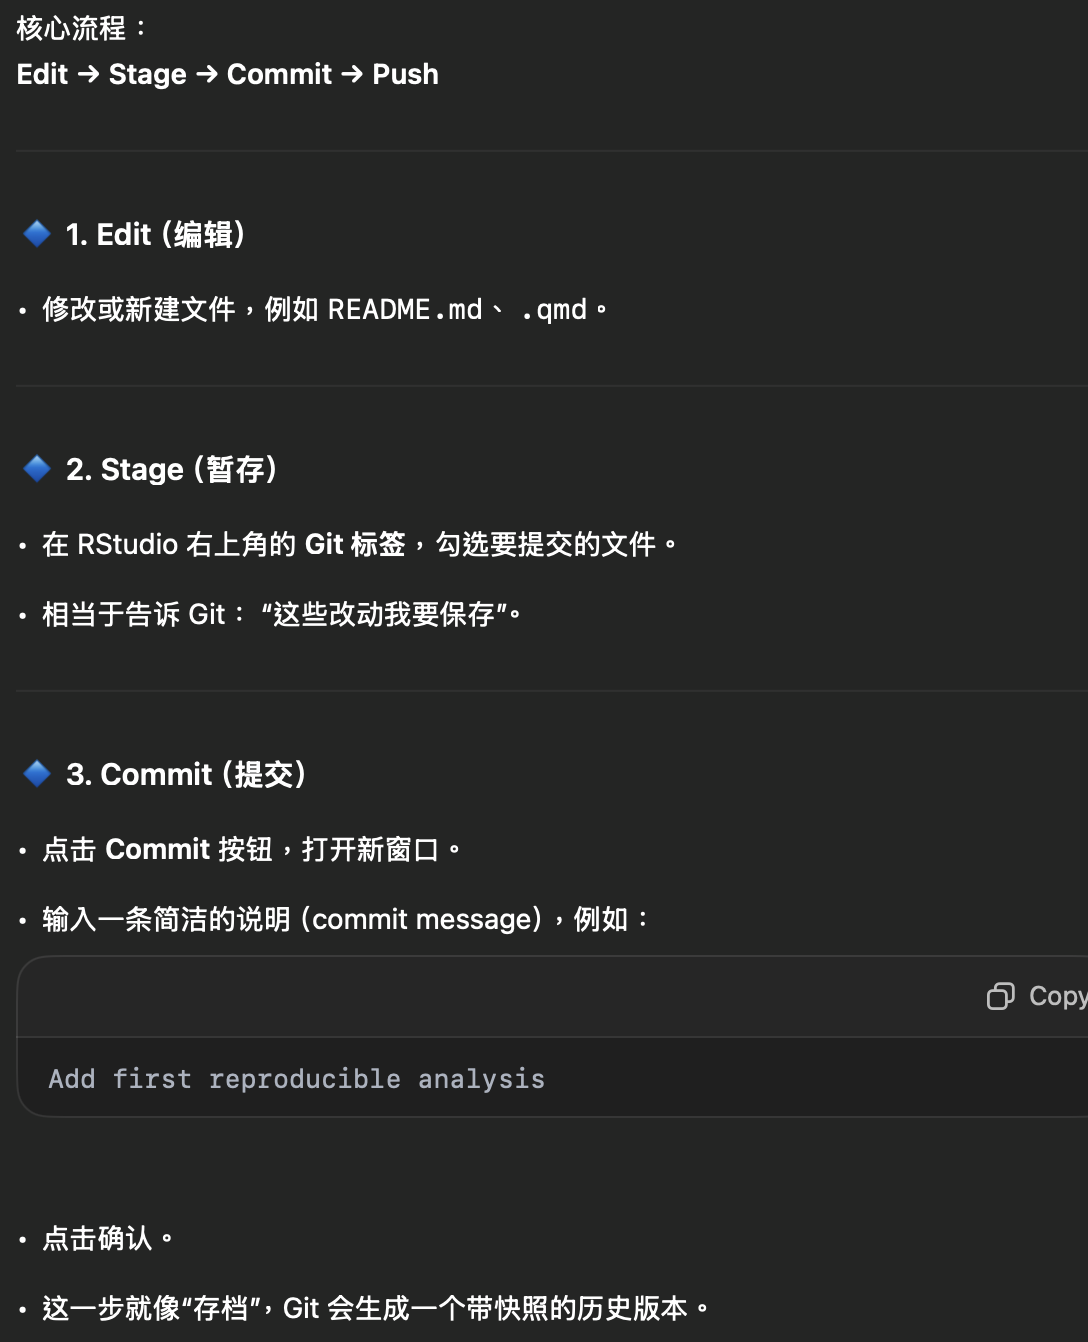 核心流程：
Edit → Stage → Commit → Push
1. Edit（编辑）
• 修改或新建文件，例如 README.md、 .qmd。
2. Stage（暂存）
• 在 RStudio 右上角的 Git 标签，勾选要提交的文件。
• 相当于告诉 Git：“这些改动我要保存”。
3. Commit（提交）
• 点击 Commit 按钮，打开新窗口。
• 输入一条简洁的说明（commit message），例如：
Copy
Add first reproducible analysis
• 点击确认。
• 这一步就像“存档”，Git 会生成一个带快照的历史版本。